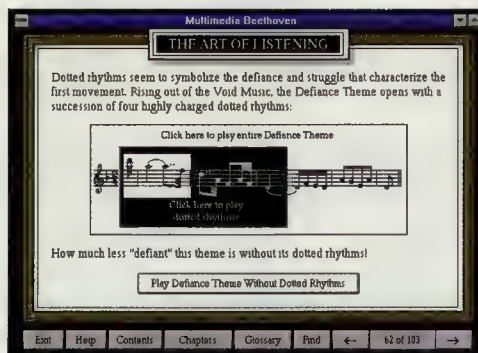 Multimedia Beethoven
THE ART OF LISTENING
Dotted rhythms seem to symbolize the defiance and struggle that characterize the
first movement. Rising out of the Void Music, the Defiance Theme opens with a
succession of four highly charged dotted rhythms:
Click here to play entire Defiance Theme
Click here to play
dotted rhythms
How much less "defiant" this theme is without its dotted rhythms!
Play Defiance Theme Without Dotted Rhythms
Exit Help Contents Chapters Glossary Find ← 62 of 103 →